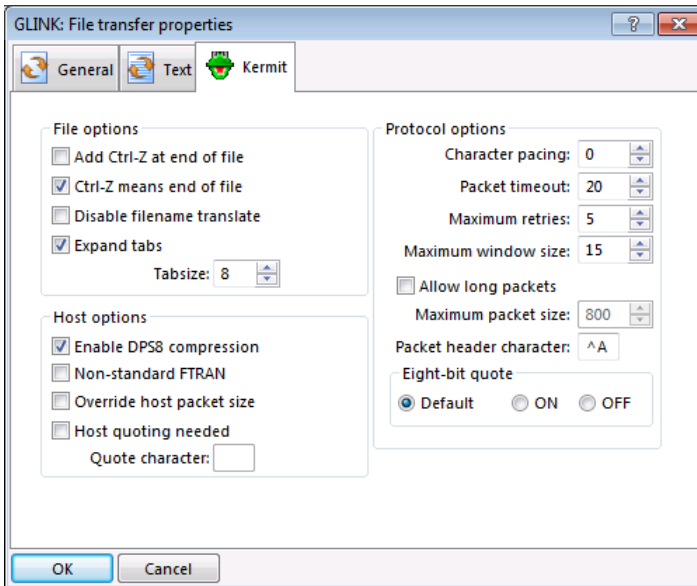 GLINK: File transfer properties
General Text Kermit
File options
Add Ctrl-Z at end of file
Ctrl-Z means end of file
Disable filename translate
Expand tabs
Tabsize: 8
Host options
Enable DPS8 compression
Non-standard FTRAN
Override host packet size
Host quoting needed
Quote character:
Protocol options
Character pacing: 0
Packet timeout: 20
Maximum retries: 5
Maximum window size: 15
Allow long packets
Maximum packet size: 800
Packet header character: ^A
Eight-bit quote
Default ON OFF
OK Cancel